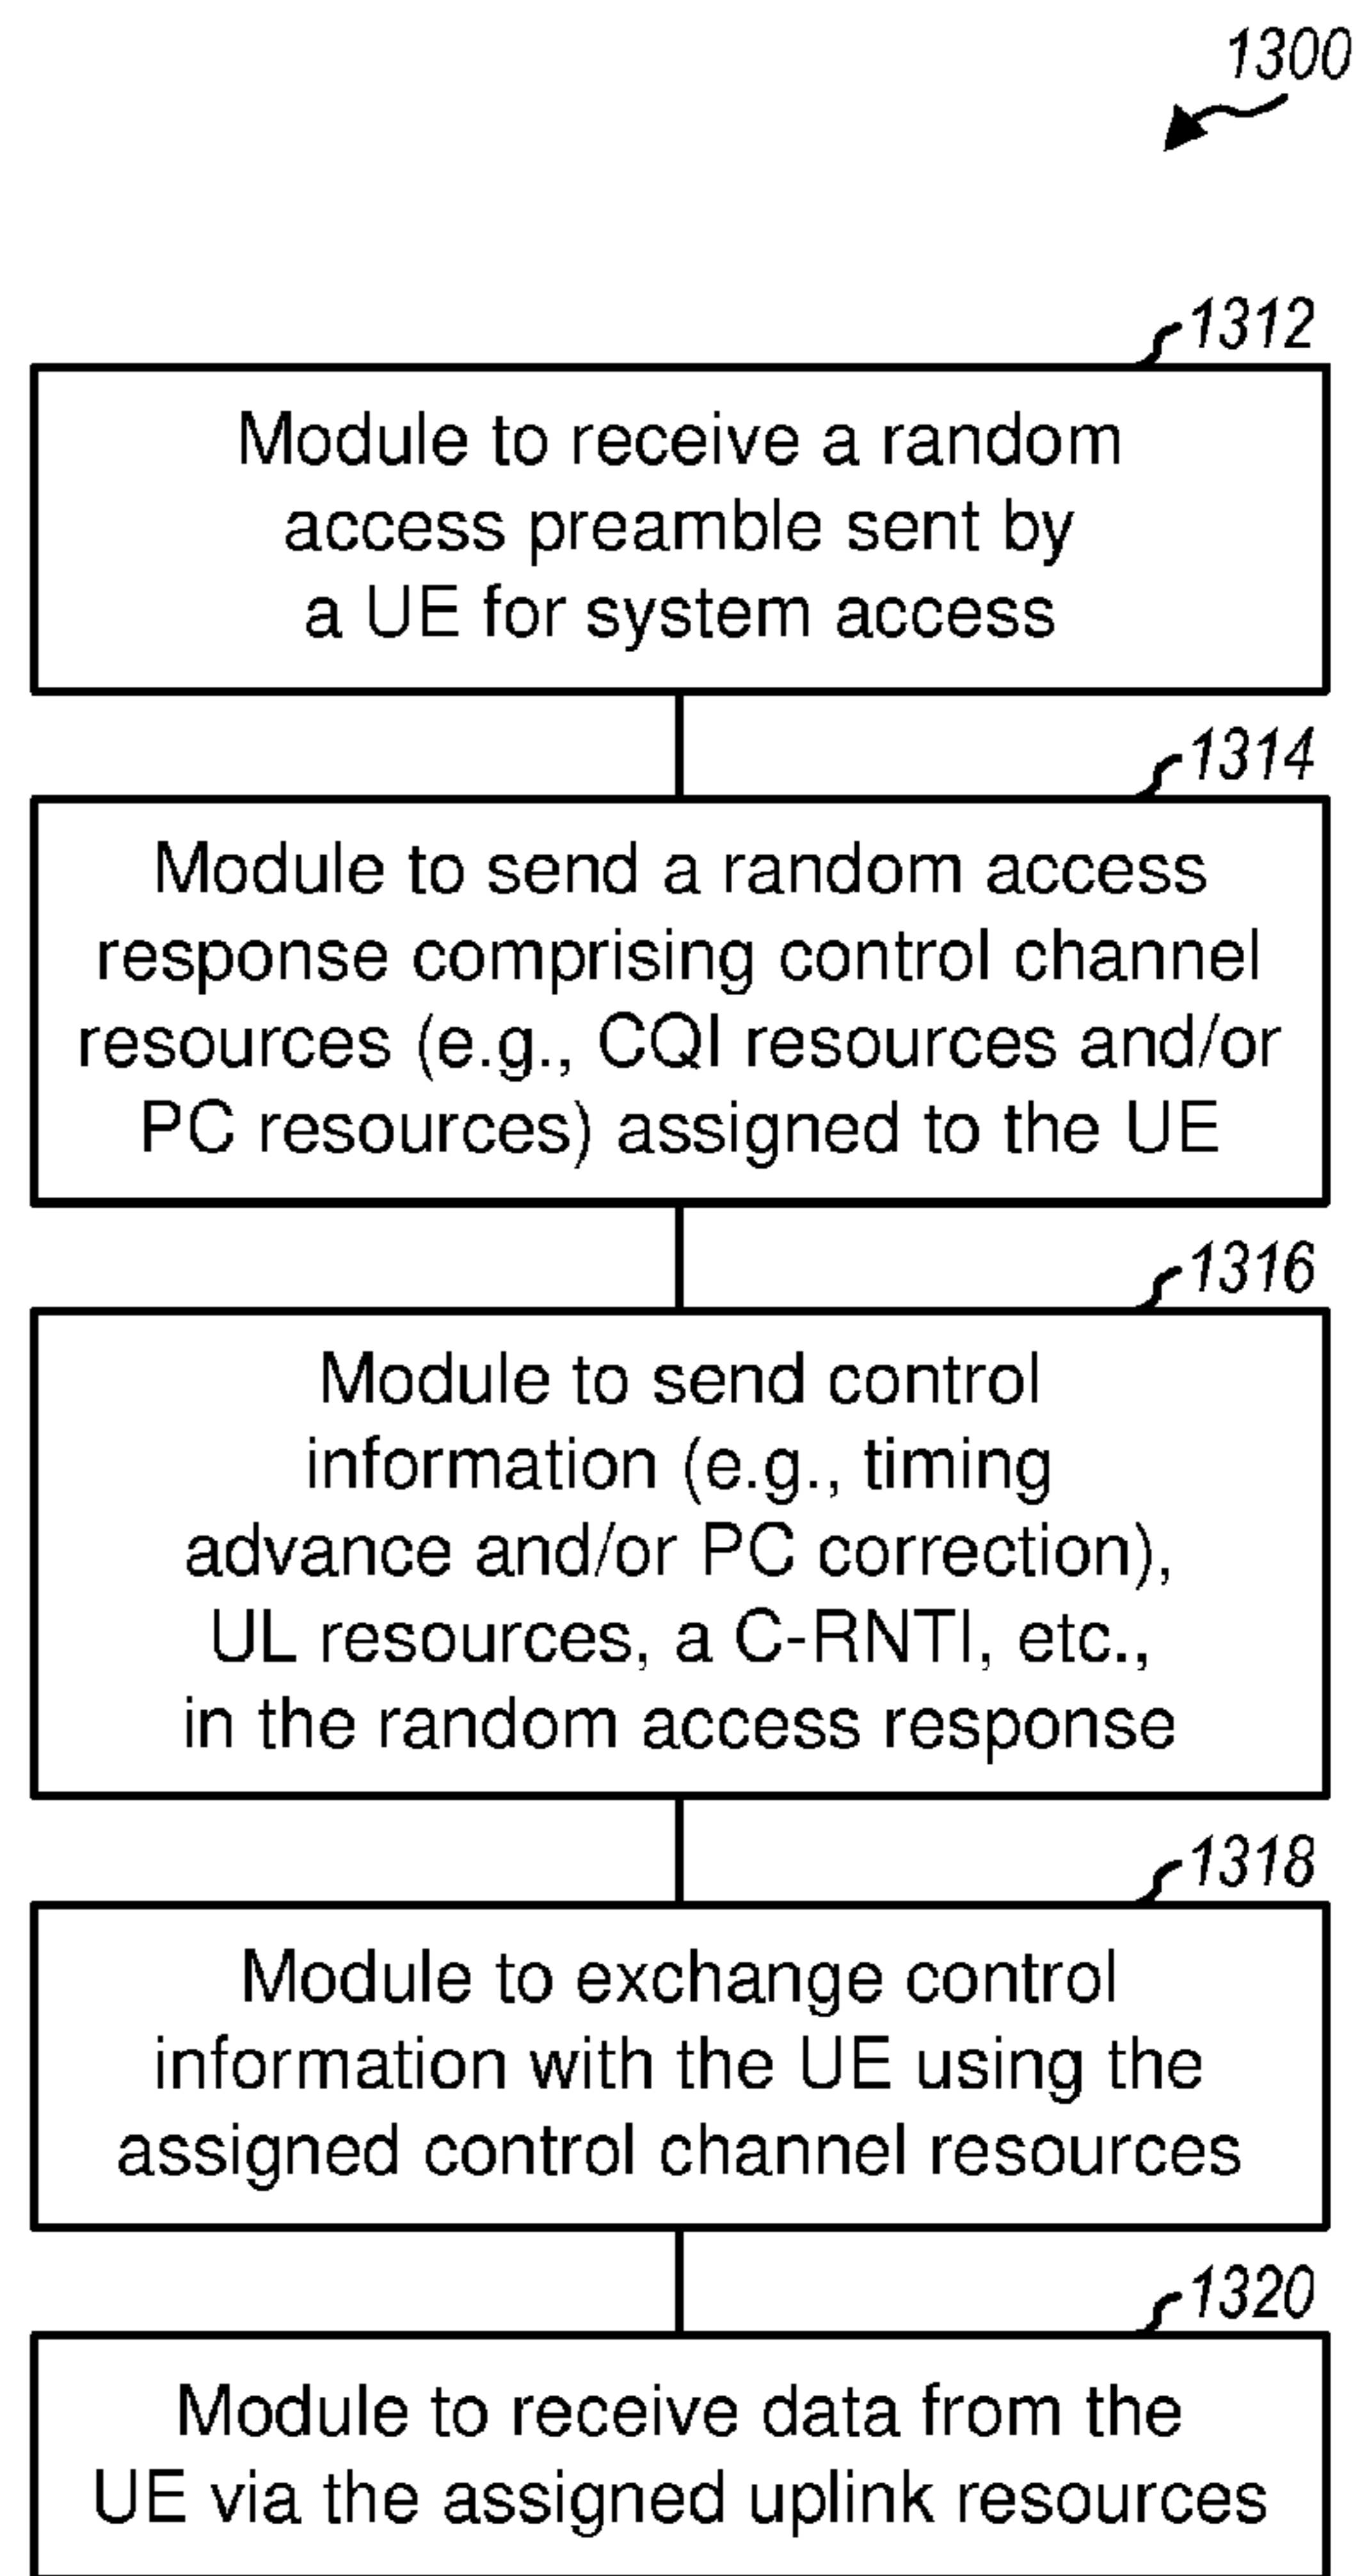 1300
1312
Module to receive a random
access preamble sent by
a UE for system access
1314
Module to send a random access
response comprising control channel
resources (e.g., CQI resources and/or
PC resources) assigned to the UE
1316
Module to send control
information (e.g., timing
advance and/or PC correction),
UL resources, a C-RNTI, etc.,
in the random access response
1318
Module to exchange control
information with the UE using the
assigned control channel resources
1320
Module to receive data from the
UE via the assigned uplink resources